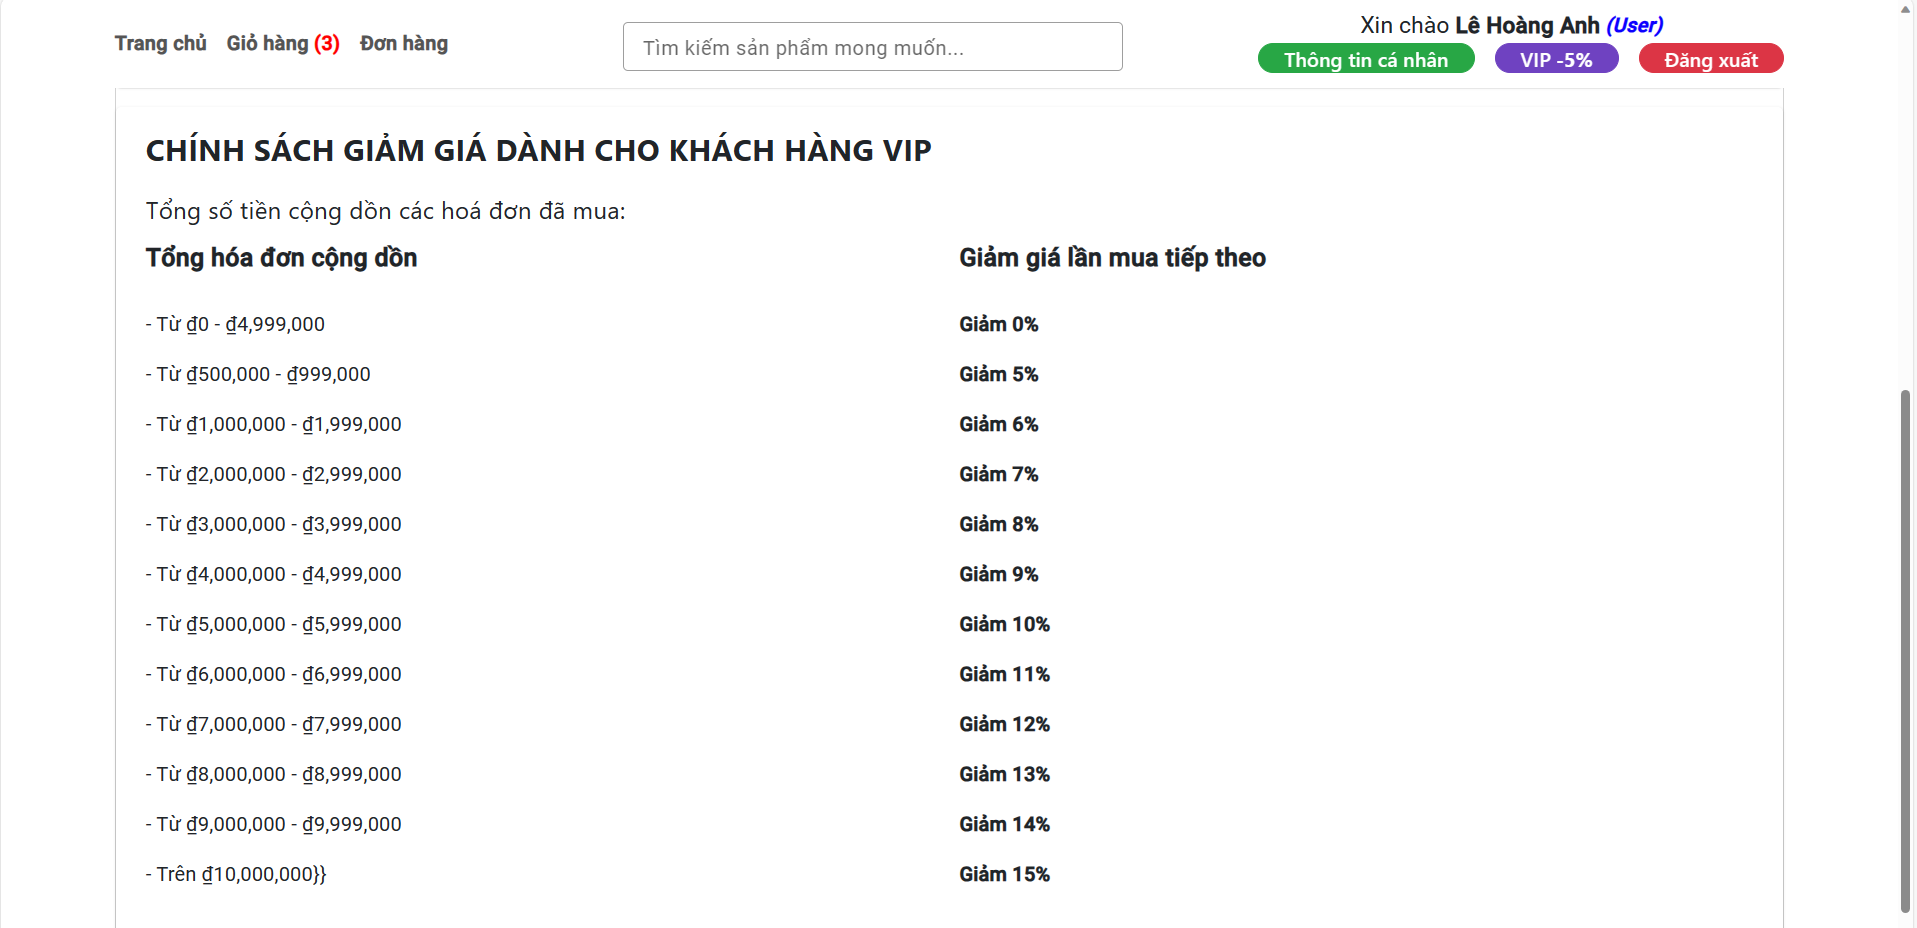 Trang chủ Giỏ hàng (3) Đơn hàng
Tìm kiếm sản phẩm mong muốn...
Xin chào Lê Hoàng Anh (User)
Thông tin cá nhân VIP -5% Đăng xuất
CHÍNH SÁCH GIẢM GIÁ DÀNH CHO KHÁCH HÀNG VIP
Tổng số tiền cộng dồn các hoá đơn đã mua:
Tổng hóa đơn cộng dồn Giảm giá lần mua tiếp theo
- Từ ₫0 - ₫4,999,000 Giảm 0%
- Từ ₫500,000 - ₫999,000 Giảm 5%
- Từ ₫1,000,000 - ₫1,999,000 Giảm 6%
- Từ ₫2,000,000 - ₫2,999,000 Giảm 7%
- Từ ₫3,000,000 - ₫3,999,000 Giảm 8%
- Từ ₫4,000,000 - ₫4,999,000 Giảm 9%
- Từ ₫5,000,000 - ₫5,999,000 Giảm 10%
- Từ ₫6,000,000 - ₫6,999,000 Giảm 11%
- Từ ₫7,000,000 - ₫7,999,000 Giảm 12%
- Từ ₫8,000,000 - ₫8,999,000 Giảm 13%
- Từ ₫9,000,000 - ₫9,999,000 Giảm 14%
- Trên ₫10,000,000}} Giảm 15%